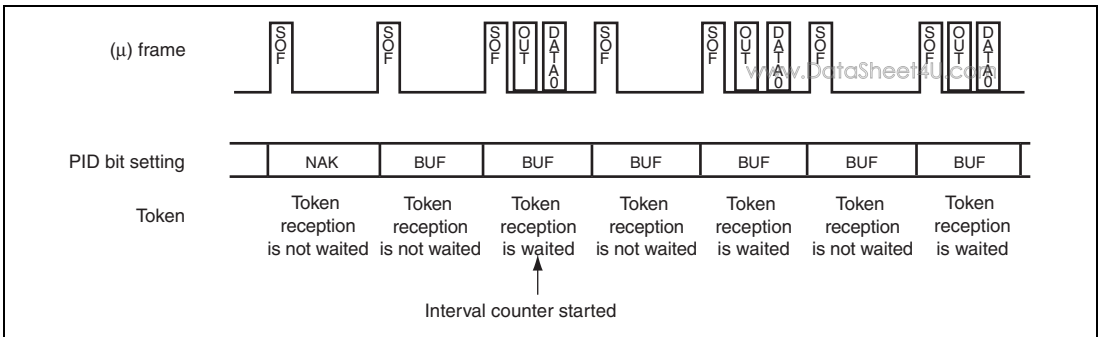 (μ) frame
SOF SOF SOF OUT DATA0 SOF SOF OUT DATA0 SOF SOF OUT DATA0
www.DataSheet4U.com
PID bit setting NAK BUF BUF BUF BUF BUF BUF
Token
Token reception is not waited
Token reception is not waited
Token reception is waited
Token reception is not waited
Token reception is waited
Token reception is not waited
Token reception is waited
Interval counter started